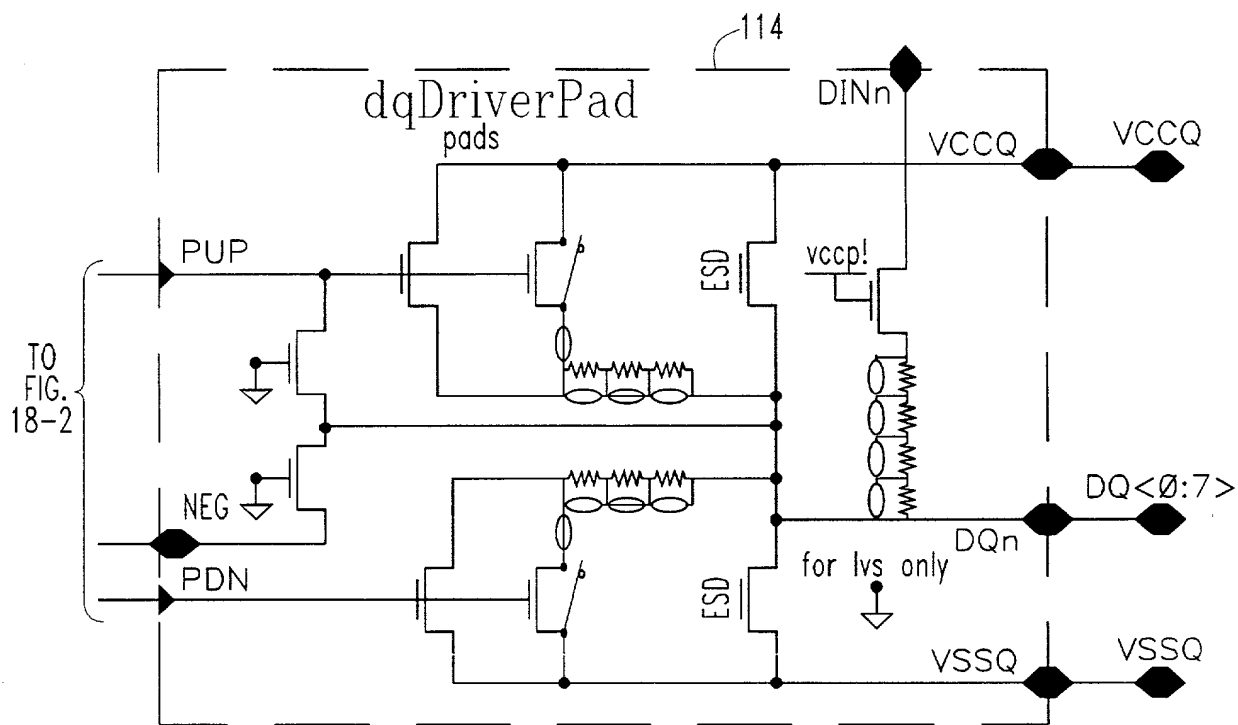 114
dqDriverPad
pads
DINn
VCCQ
VCCQ
PUP
ESD
vccp!
TO
FIG.
18-2
NEG
DQ<Ø:7>
DQn
PDN
ESD
for lvs only
VSSQ
VSSQ